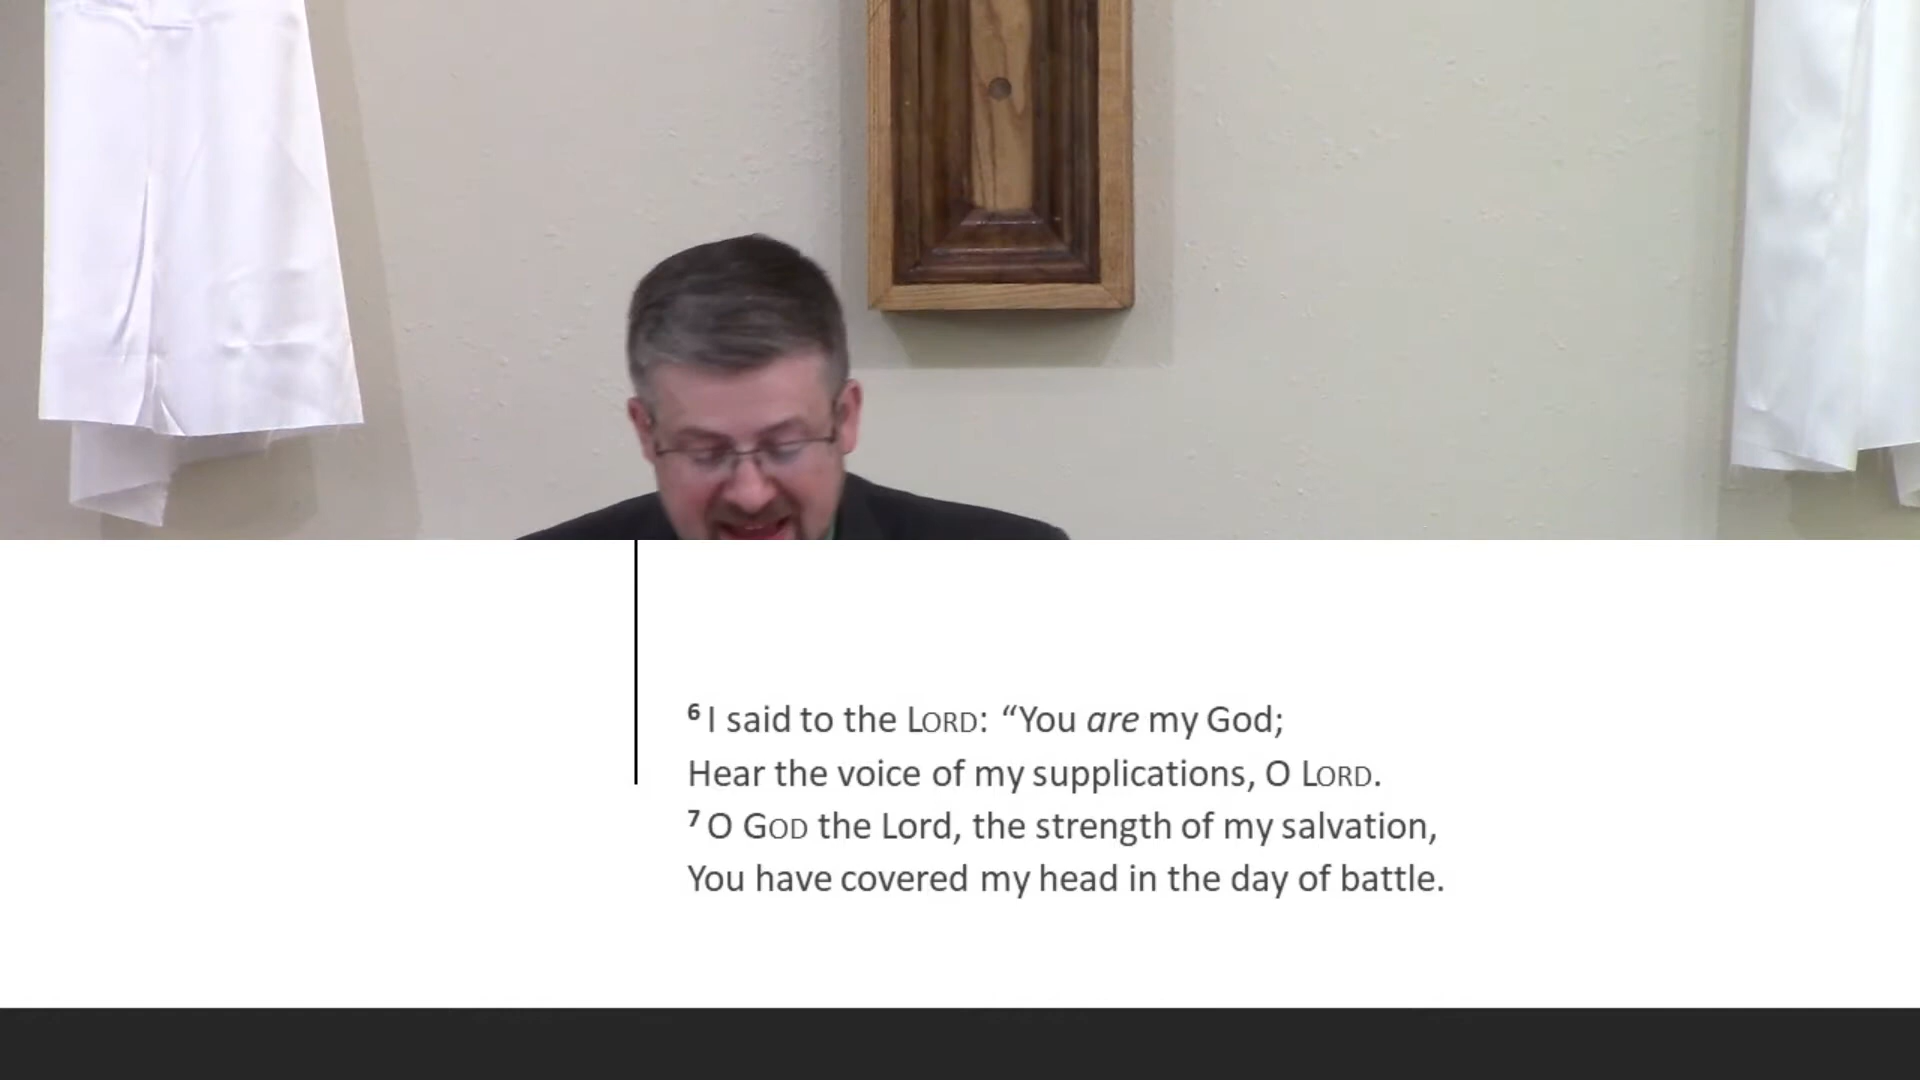 6 I said to the LORD: “You are my God;
Hear the voice of my supplications, O LORD.
7 O GOD the Lord, the strength of my salvation,
You have covered my head in the day of battle.